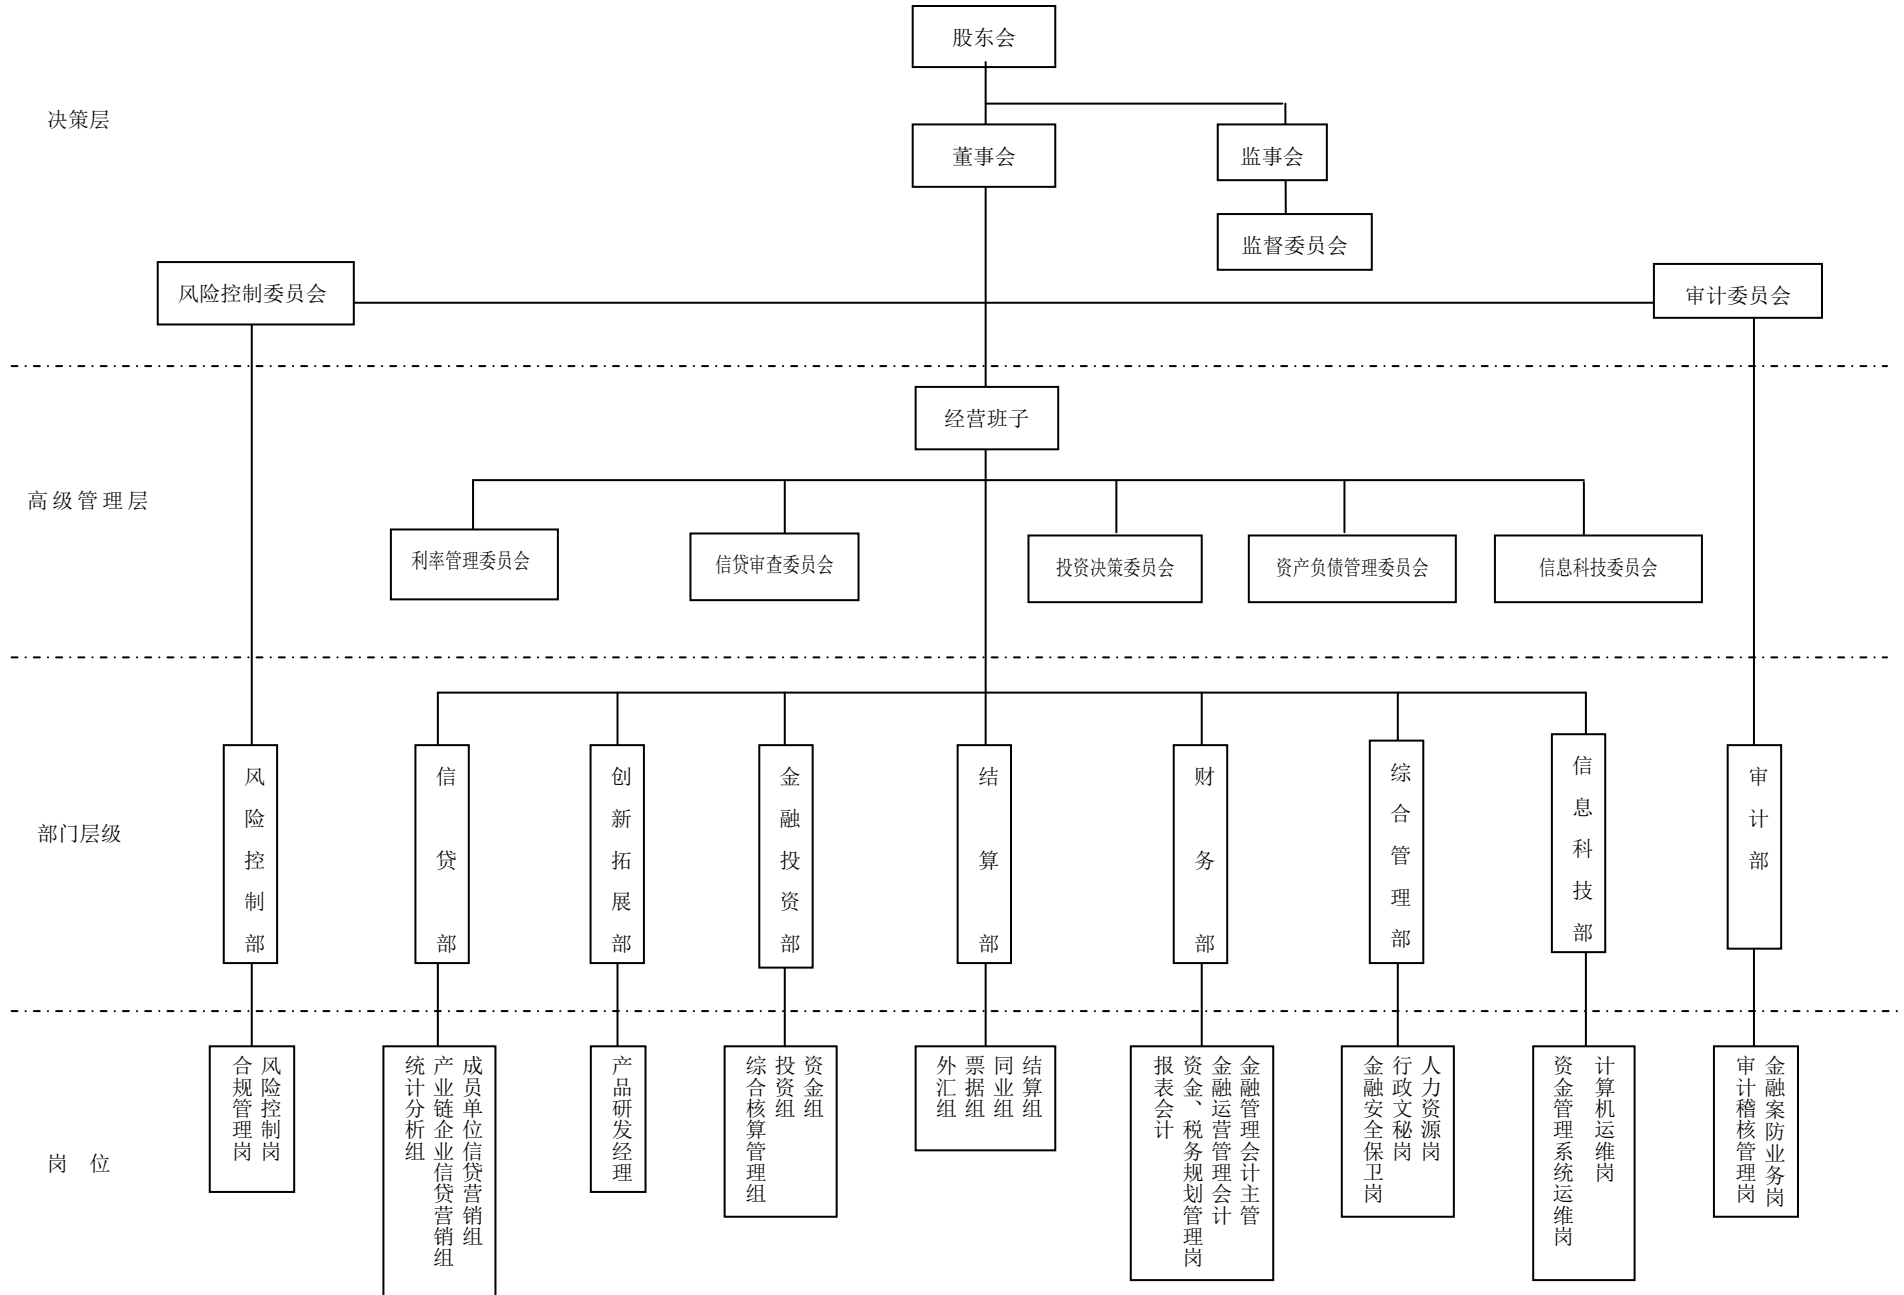 股东会
决策层
董事会
监事会
监督委员会
风险控制委员会
审计委员会
经营班子
高级管理层
利率管理委员会
信贷审查委员会
投资决策委员会
资产负债管理委员会
信息科技委员会
部门层级
风险控制部
信贷部
创新拓展部
金融投资部
结算部
财务部
综合管理部
信息科技部
审计部
岗 位
风险控制岗
合规管理岗
成员单位信贷营销组
产业链企业信贷营销组
统计分析组
产品研发经理
资金组
投资组
综合核算管理组
结算组
同业组
票据组
外汇组
金融管理会计主管
金融运营管理会计
资金、税务规划管理岗
报表会计
人力资源岗
行政文秘岗
金融安全保卫岗
计算机运维岗
资金管理系统运维岗
金融案防业务岗
审计稽核管理岗